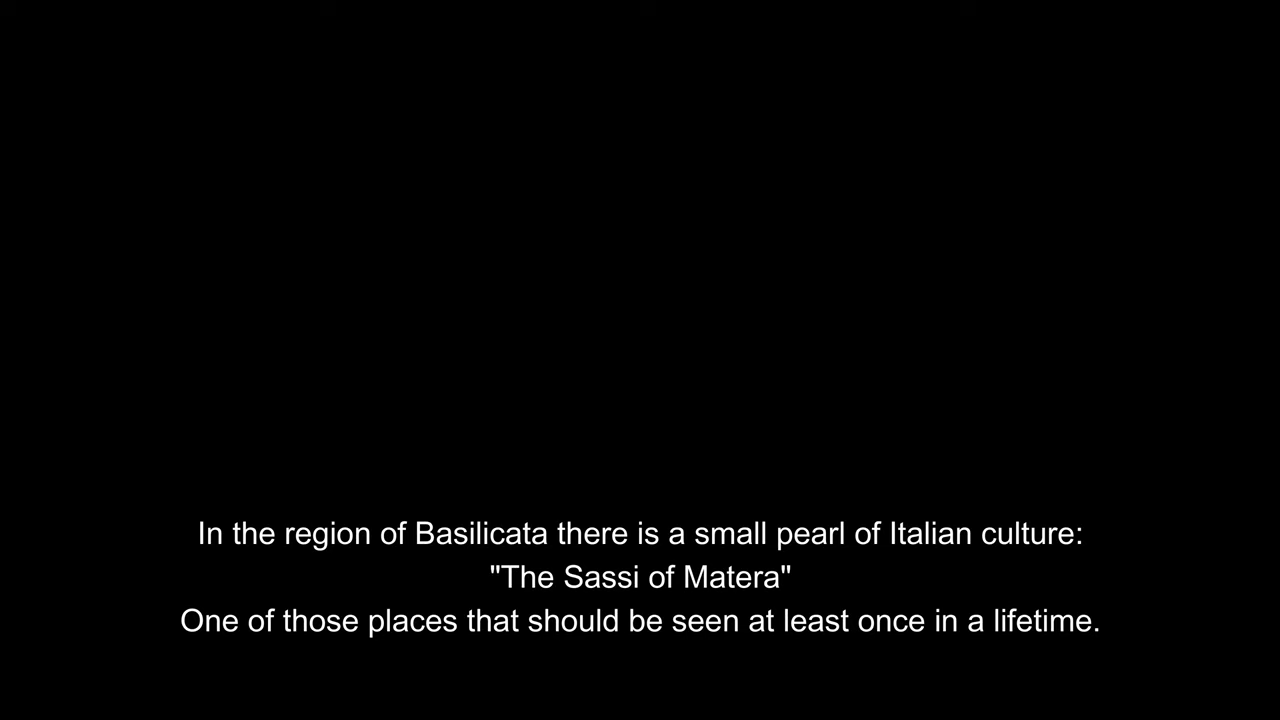 In the region of Basilicata there is a small pearl of Italian culture:
"The Sassi of Matera"
One of those places that should be seen at least once in a lifetime.